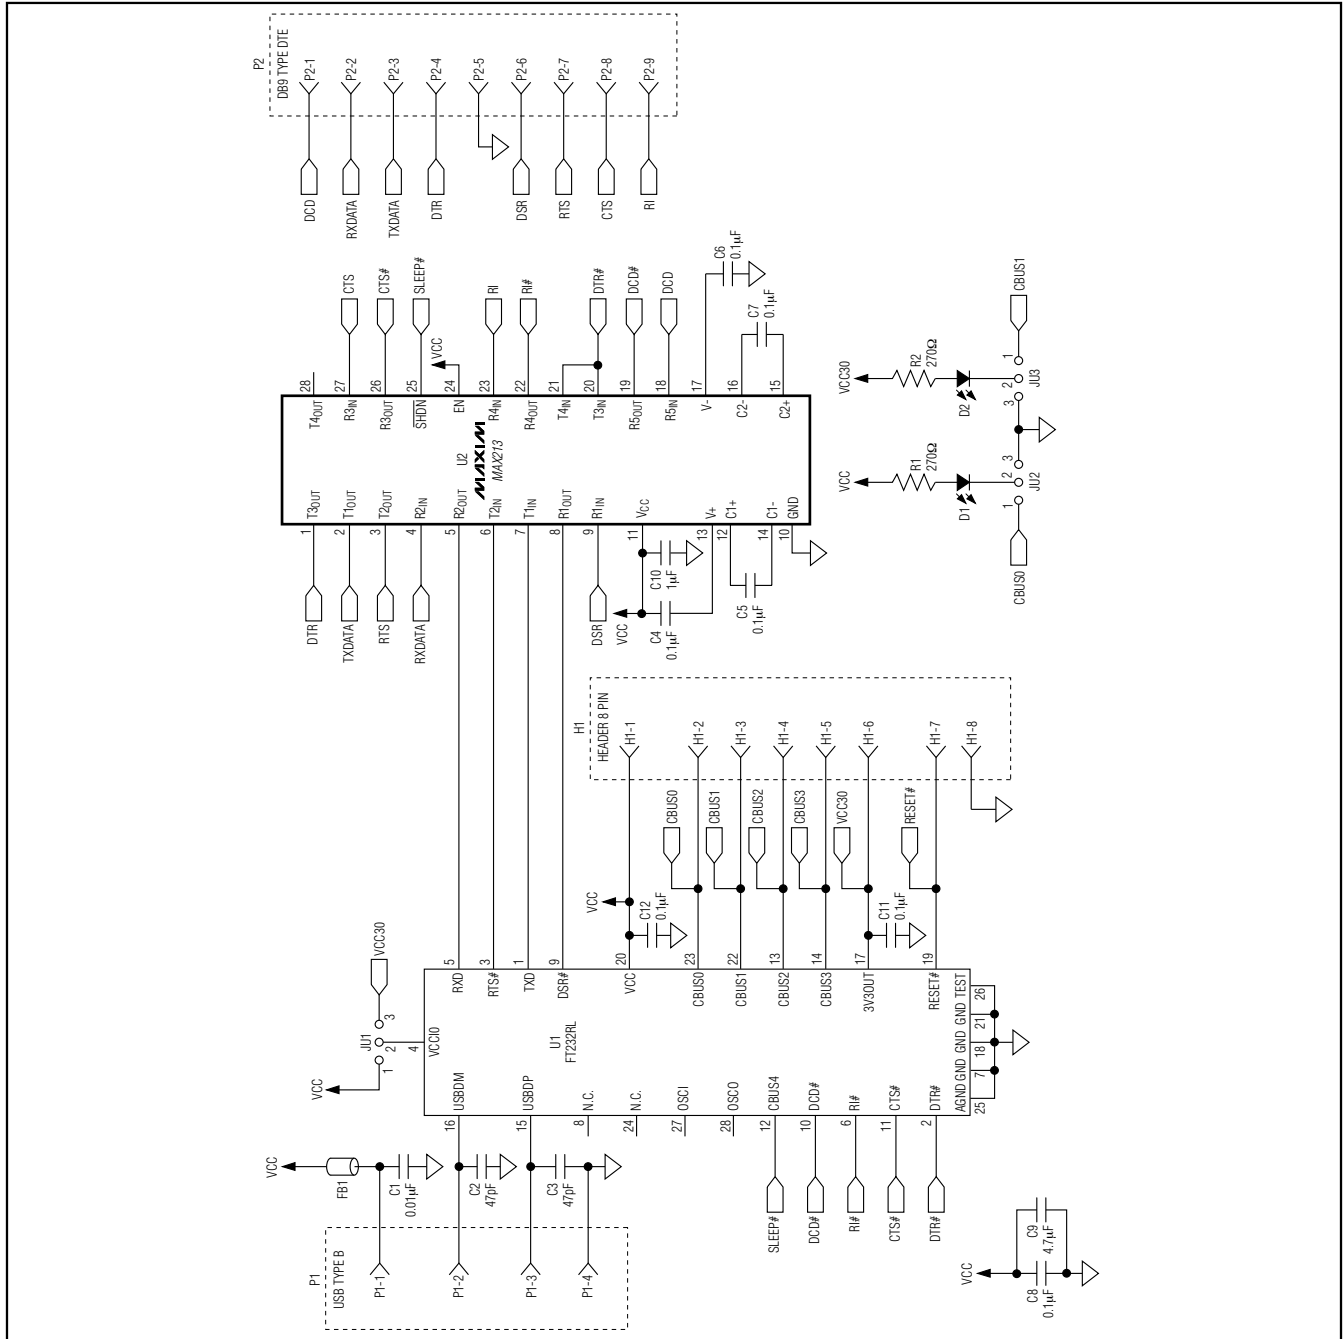 P1
USB TYPE B
P1-1
P1-2
P1-3
P1-4
VCC
FB1
C1
0.01µF
C2
47pF
C3
47pF
VCC
JU1
1
2
3
VCC30
4
VCCIO
16
USBDM
15
USBDP
8
N.C.
24
N.C.
27
OSCI
28
OSCO
12
CBUS4
10
DCD#
6
RI#
11
CTS#
2
DTR#
SLEEP#
DCD#
RI#
CTS#
DTR#
U1
FT232RL
RXD
5
RTS#
3
TXD
1
DSR#
9
VCC
20
CBUS0
23
CBUS1
22
CBUS2
13
CBUS3
14
3V3OUT
17
RESET#
19
AGND
25
GND
7
GND
18
GND
21
TEST
26
VCC
C8
0.1µF
C9
4.7µF
VCC
C12
0.1µF
CBUS0
CBUS1
CBUS2
CBUS3
VCC30
C11
0.1µF
RESET#
H1
HEADER 8 PIN
H1-1
H1-2
H1-3
H1-4
H1-5
H1-6
H1-7
H1-8
DTR
TXDATA
RTS
RXDATA
DSR
VCC
C4
0.1µF
C10
1µF
C5
0.1µF
1
T3OUT
2
T1OUT
3
T2OUT
4
R2IN
5
R2OUT
6
T2IN
7
T1IN
8
R1OUT
9
R1IN
11
VCC
13
V+
12
C1+
14
C1-
10
GND
U2
MAXIM
MAX213
T4OUT
28
R3IN
27
R3OUT
26
SHDN
25
EN
24
R4IN
23
R4OUT
22
T4IN
21
T3IN
20
R5OUT
19
R5IN
18
V-
17
C2-
16
C2+
15
CTS
CTS#
SLEEP#
VCC
RI
RI#
DTR#
DCD#
DCD
C6
0.1µF
C7
0.1µF
DCD
RXDATA
TXDATA
DTR
DSR
RTS
CTS
RI
P2
DB9 TYPE DTE
P2-1
P2-2
P2-3
P2-4
P2-5
P2-6
P2-7
P2-8
P2-9
CBUS0
1
2
3
JU2
D1
R1
270Ω
VCC
3
2
1
JU3
D2
R2
270Ω
VCC30
CBUS1